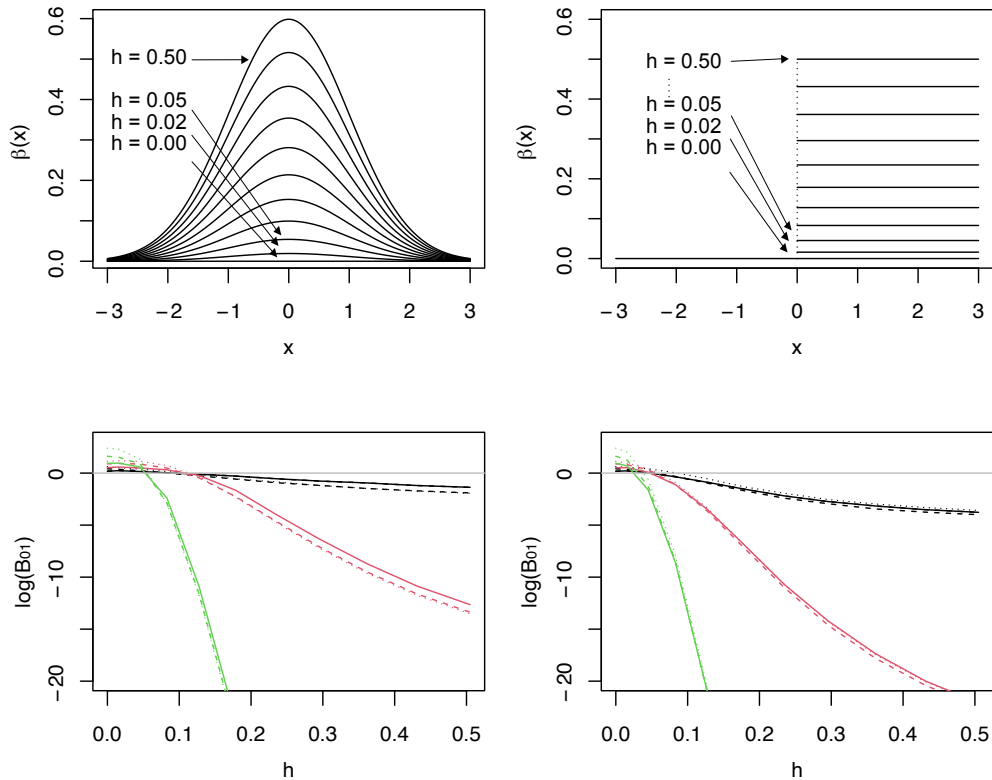 0.0 0.2 0.4 0.6
β(x)
h = 0.50
h = 0.05
h = 0.02
h = 0.00
−3 −2 −1 0 1 2 3
x
0.0 0.2 0.4 0.6
β(x)
h = 0.50
h = 0.05
h = 0.02
h = 0.00
−3 −2 −1 0 1 2 3
x
−20 −10 0
log(B01)
0.0 0.1 0.2 0.3 0.4 0.5
h
−20 −10 0
log(B01)
0.0 0.1 0.2 0.3 0.4 0.5
h